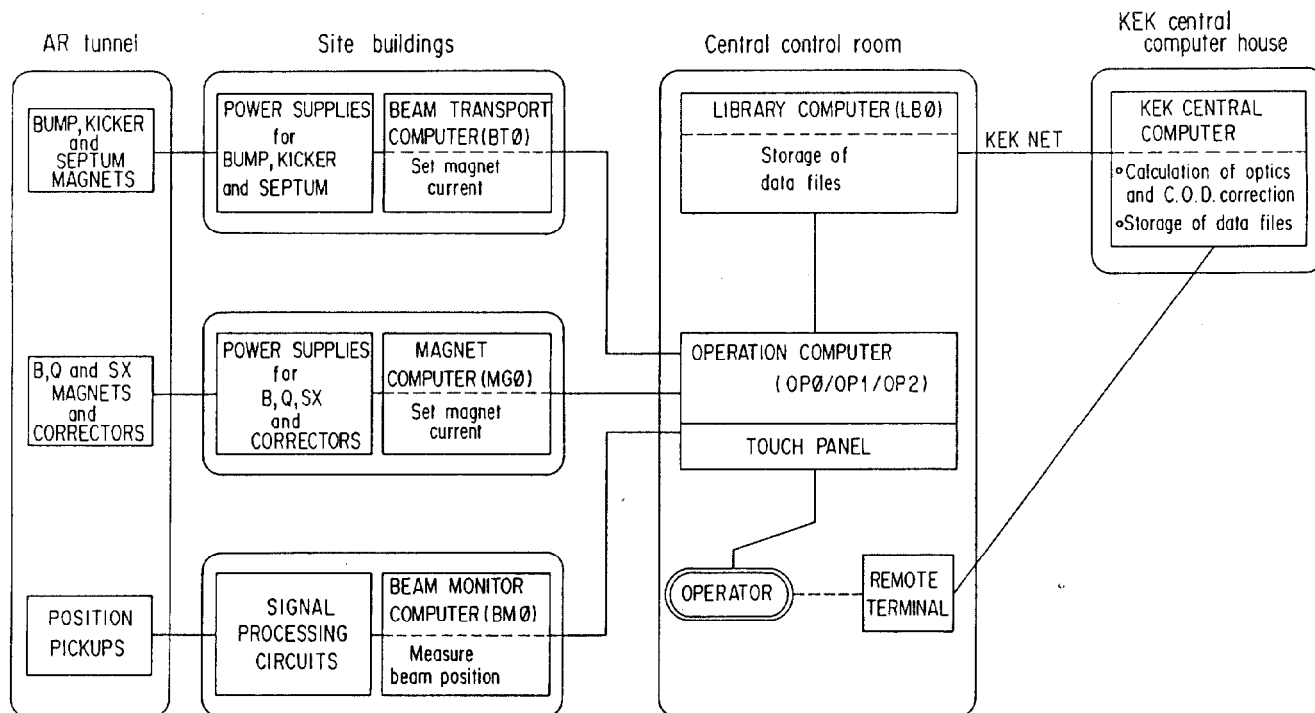 AR tunnel
Site buildings
Central control room
KEK central
computer house
BUMP, KICKER
and
SEPTUM
MAGNETS
POWER SUPPLIES
for
BUMP, KICKER
and SEPTUM
BEAM TRANSPORT
COMPUTER (BTØ)
Set magnet
current
LIBRARY COMPUTER (LBØ)
Storage of
data files
KEK NET
KEK CENTRAL
COMPUTER
∘Calculation of optics
and C.O.D. correction
∘Storage of data files
B,Q and SX
MAGNETS
and
CORRECTORS
POWER SUPPLIES
for
B, Q, SX
and
CORRECTORS
MAGNET
COMPUTER (MGØ)
Set magnet
current
OPERATION COMPUTER
(OPØ/OP1/OP2)
TOUCH PANEL
POSITION
PICKUPS
SIGNAL
PROCESSING
CIRCUITS
BEAM MONITOR
COMPUTER (BMØ)
Measure
beam position
OPERATOR
REMOTE
TERMINAL